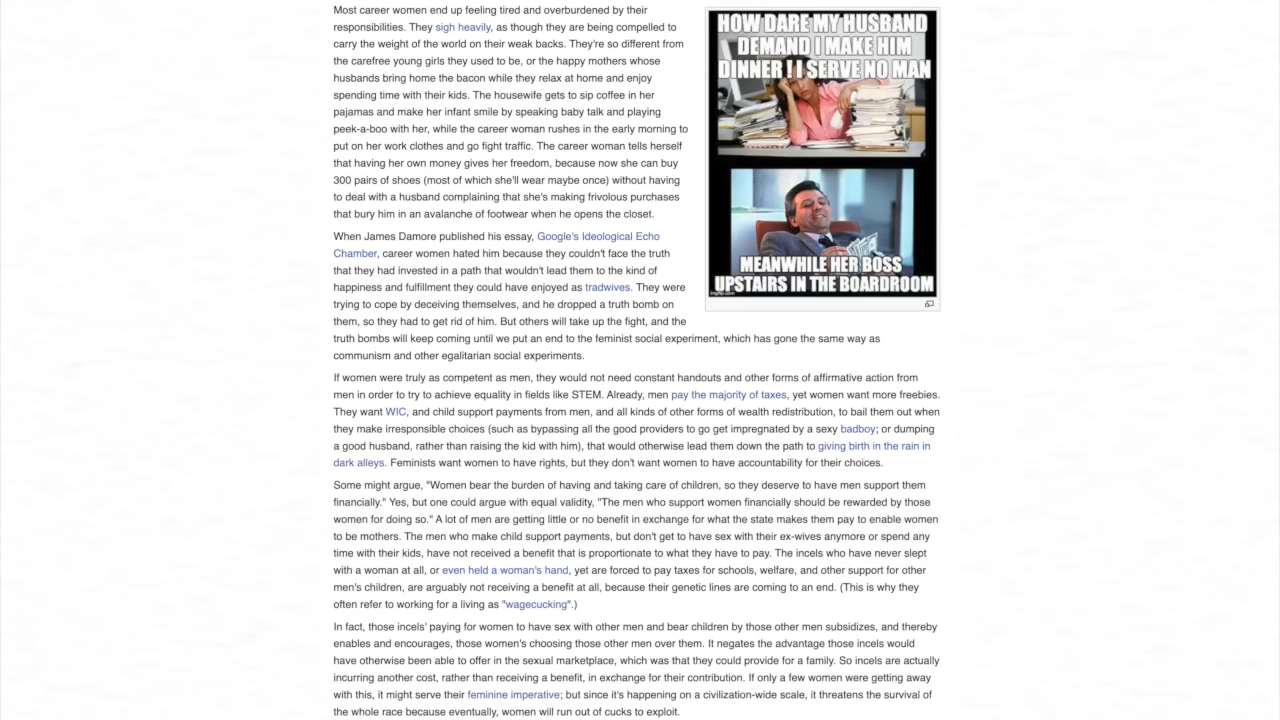 Most career women end up feeling tired and overburdened by their
responsibilities. They sigh heavily, as though they are being compelled to
carry the weight of the world on their weak backs. They're so different from
the carefree young girls they used to be, or the happy mothers whose
husbands bring home the bacon while they relax at home and enjoy
spending time with their kids. The housewife gets to sip coffee in her
pajamas and make her infant smile by speaking baby talk and playing
peek-a-boo with her, while the career woman rushes in the early morning to
put on her work clothes and go fight traffic. The career woman tells herself
that having her own money gives her freedom, because now she can buy
300 pairs of shoes (most of which she'll wear maybe once) without having
to deal with a husband complaining that she's making frivolous purchases
that bury him in an avalanche of footwear when he opens the closet.
HOW DARE MY HUSBAND
DEMAND I MAKE HIM
DINNER ! I SERVE NO MAN
MEANWHILE HER BOSS
UPSTAIRS IN THE BOARDROOM
imgflip.com
When James Damore published his essay, Google's Ideological Echo
Chamber, career women hated him because they couldn't face the truth
that they had invested in a path that wouldn't lead them to the kind of
happiness and fulfillment they could have enjoyed as tradwives. They were
trying to cope by deceiving themselves, and he dropped a truth bomb on
them, so they had to get rid of him. But others will take up the fight, and the
truth bombs will keep coming until we put an end to the feminist social experiment, which has gone the same way as
communism and other egalitarian social experiments.
If women were truly as competent as men, they would not need constant handouts and other forms of affirmative action from
men in order to try to achieve equality in fields like STEM. Already, men pay the majority of taxes, yet women want more freebies.
They want WIC, and child support payments from men, and all kinds of other forms of wealth redistribution, to bail them out when
they make irresponsible choices (such as bypassing all the good providers to go get impregnated by a sexy badboy; or dumping
a good husband, rather than raising the kid with him), that would otherwise lead them down the path to giving birth in the rain in
dark alleys. Feminists want women to have rights, but they don't want women to have accountability for their choices.
Some might argue, "Women bear the burden of having and taking care of children, so they deserve to have men support them
financially." Yes, but one could argue with equal validity, "The men who support women financially should be rewarded by those
women for doing so." A lot of men are getting little or no benefit in exchange for what the state makes them pay to enable women
to be mothers. The men who make child support payments, but don't get to have sex with their ex-wives anymore or spend any
time with their kids, have not received a benefit that is proportionate to what they have to pay. The incels who have never slept
with a woman at all, or even held a woman's hand, yet are forced to pay taxes for schools, welfare, and other support for other
men's children, are arguably not receiving a benefit at all, because their genetic lines are coming to an end. (This is why they
often refer to working for a living as "wagecucking".)
In fact, those incels' paying for women to have sex with other men and bear children by those other men subsidizes, and thereby
enables and encourages, those women's choosing those other men over them. It negates the advantage those incels would
have otherwise been able to offer in the sexual marketplace, which was that they could provide for a family. So incels are actually
incurring another cost, rather than receiving a benefit, in exchange for their contribution. If only a few women were getting away
with this, it might serve their feminine imperative; but since it's happening on a civilization-wide scale, it threatens the survival of
the whole race because eventually, women will run out of cucks to exploit.